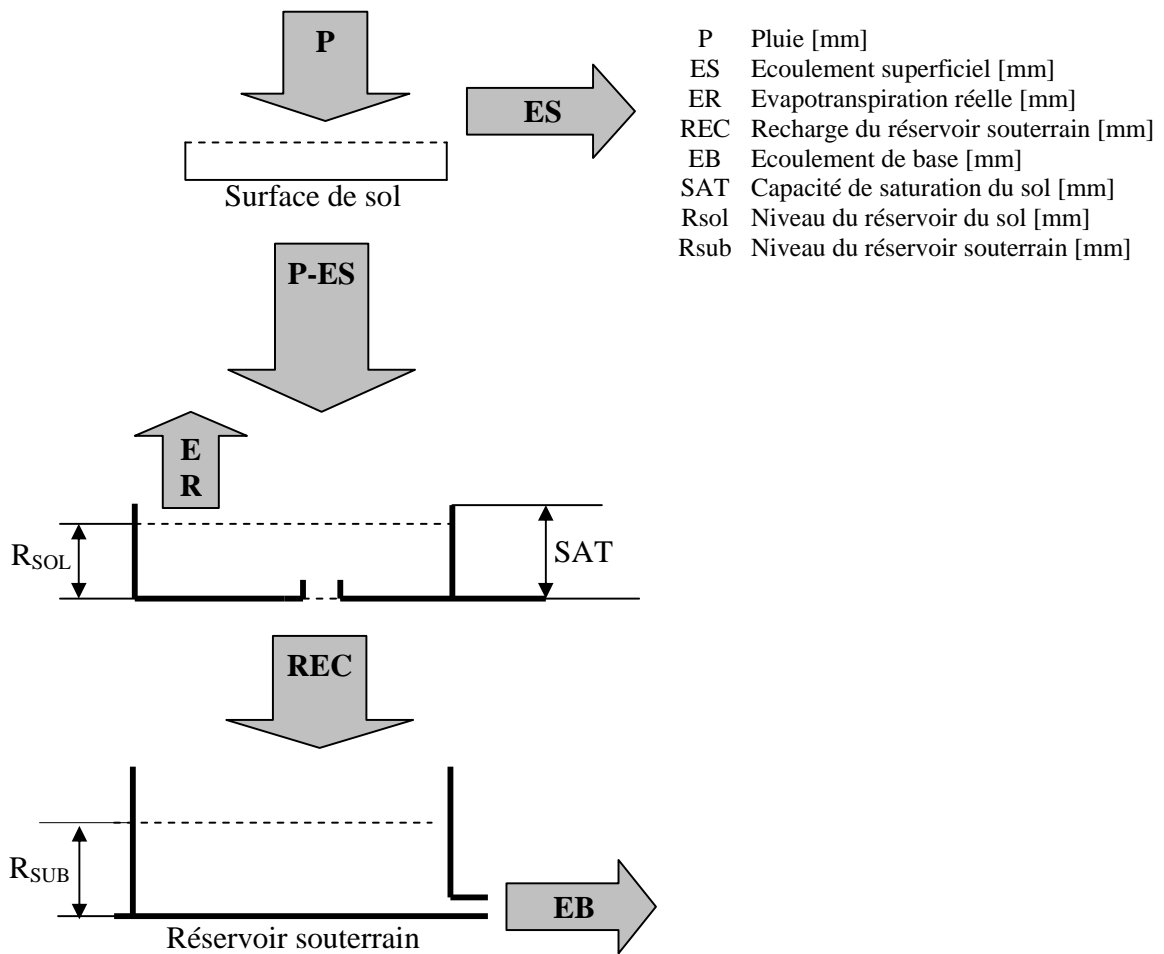 P
ES
Surface de sol
P Pluie [mm]
ES Ecoulement superficiel [mm]
ER Evapotranspiration réelle [mm]
REC Recharge du réservoir souterrain [mm]
EB Ecoulement de base [mm]
SAT Capacité de saturation du sol [mm]
Rsol Niveau du réservoir du sol [mm]
Rsub Niveau du réservoir souterrain [mm]
P-ES
E
R
RSOL
SAT
REC
RSUB
EB
Réservoir souterrain